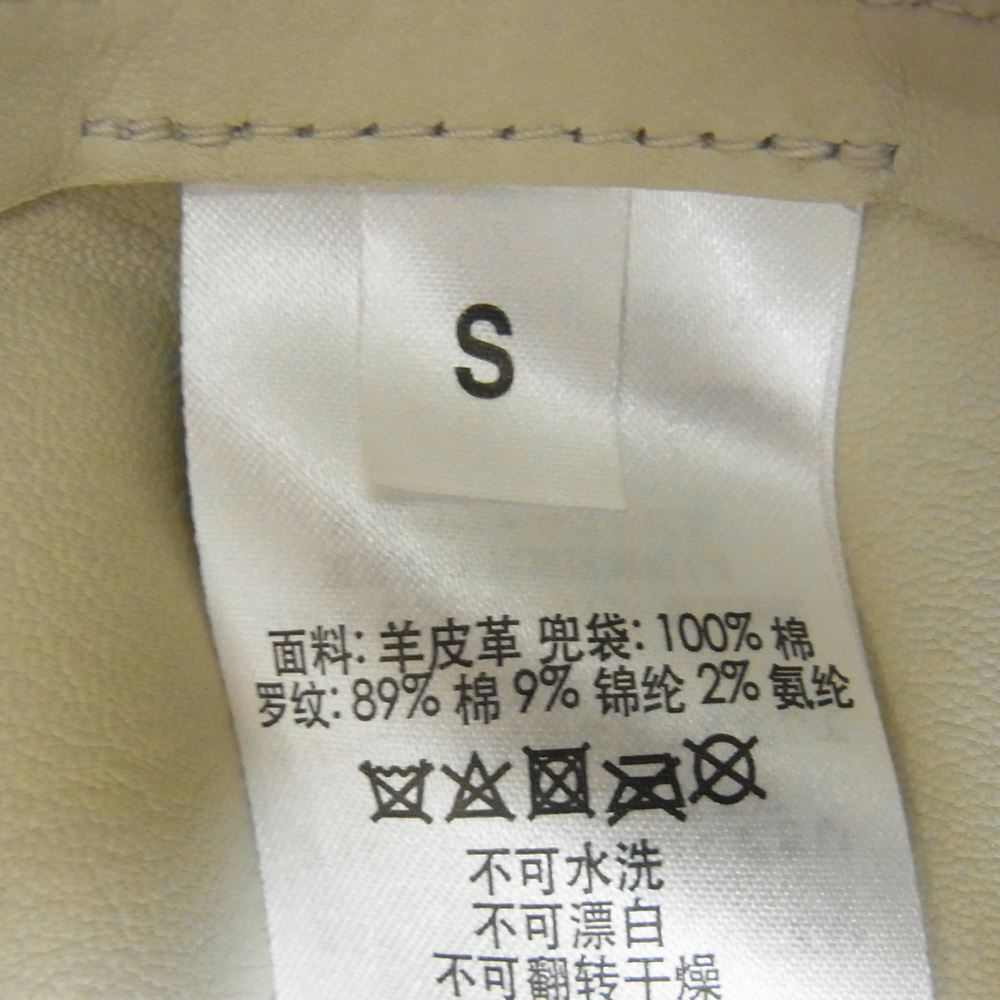 S
面料: 羊皮革 兜袋: 100% 棉
罗纹: 89% 棉 9% 锦纶 2% 氨纶
不可水洗
不可漂白
不可翻转干燥